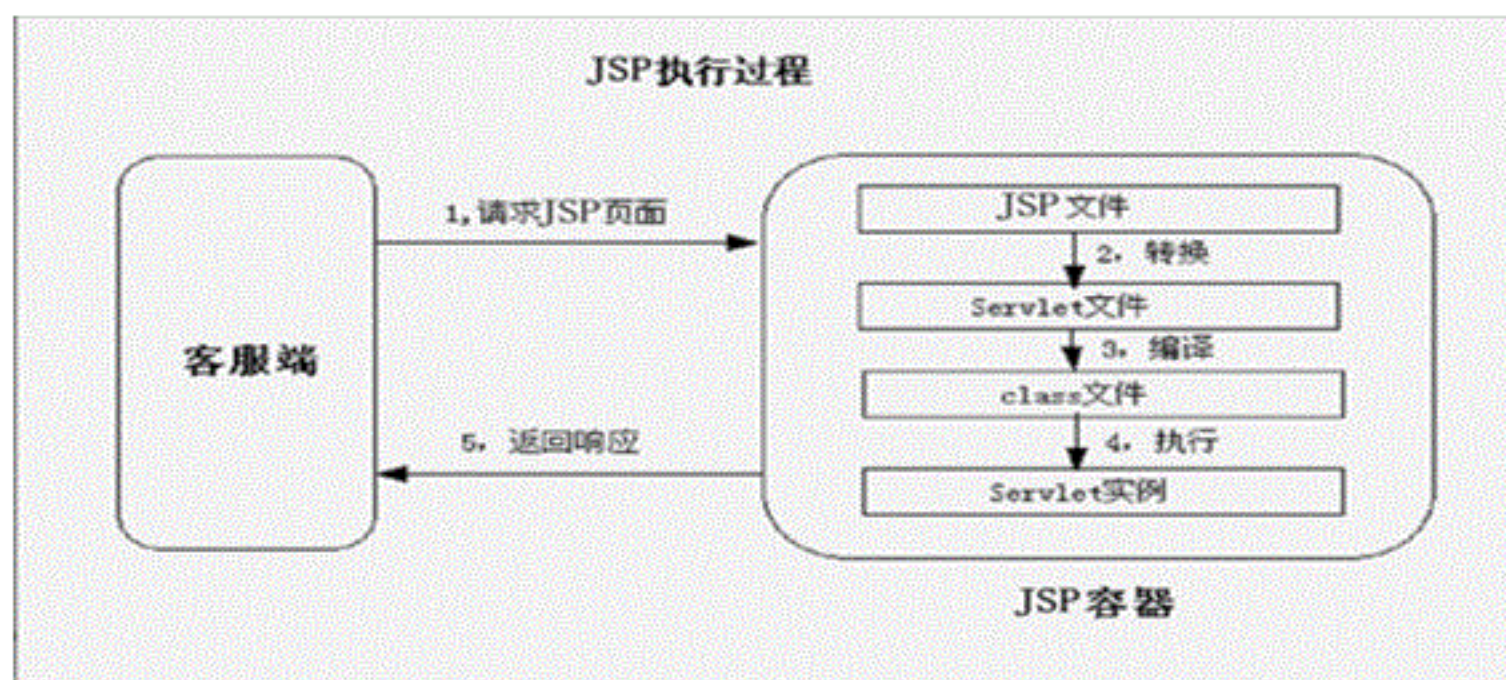 JSP执行过程
1,请求JSP页面
JSP 文件
2，转换
Servlet文件
3，编译
客服端
class文件
5，返回响应
4，执行
Servlet实例
JSP容器